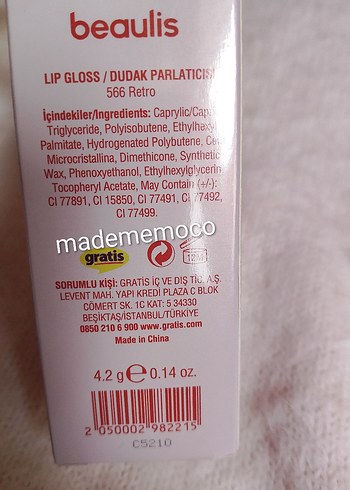 beaulis
LIP GLOSS / DUDAK PARLATICISI
566 Retro
İçindekiler/Ingredients: Caprylic/Capric
Triglyceride, Polyisobutene, Ethylhexyl
Palmitate, Hydrogenated Polybutene,
Microcristallina, Dimethicone, Synthetic
Wax, Phenoxyethanol, Ethylhexylglycerin,
Tocopheryl Acetate, May Contain (+/-):
CI 77891, CI 15850, CI 77491, CI 77492,
CI 77499.
madememoco
gratis
12M
SORUMLU KİŞİ: GRATİS İÇ VE DIŞ TİC. A.Ş.
LEVENT MAH. YAPI KREDİ PLAZA C BLOK
CÖMERT SK. 1C KAT: 5 34330
BEŞİKTAŞ/İSTANBUL/TÜRKİYE
0850 210 6 900 www.gratis.com
Made in China
4.2 g ℮ 0.14 oz.
2 050002 982215
C5210